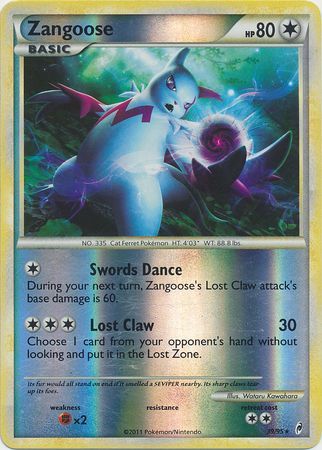 Zangoose HP 80
BASIC
NO. 335 Cat Ferret Pokémon HT: 4'03" WT: 88.8 lbs.
Swords Dance
During your next turn, Zangoose's Lost Claw attack's
base damage is 60.
Lost Claw 30
Choose 1 card from your opponent's hand without
looking and put it in the Lost Zone.
Its fur would all stand on end if it smelled a SEVIPER nearby. Its sharp claws tear
up its foes.
Illus. Wataru Kawahara
weakness resistance retreat cost
×2
©2011 Pokémon/Nintendo. 39/95 ★